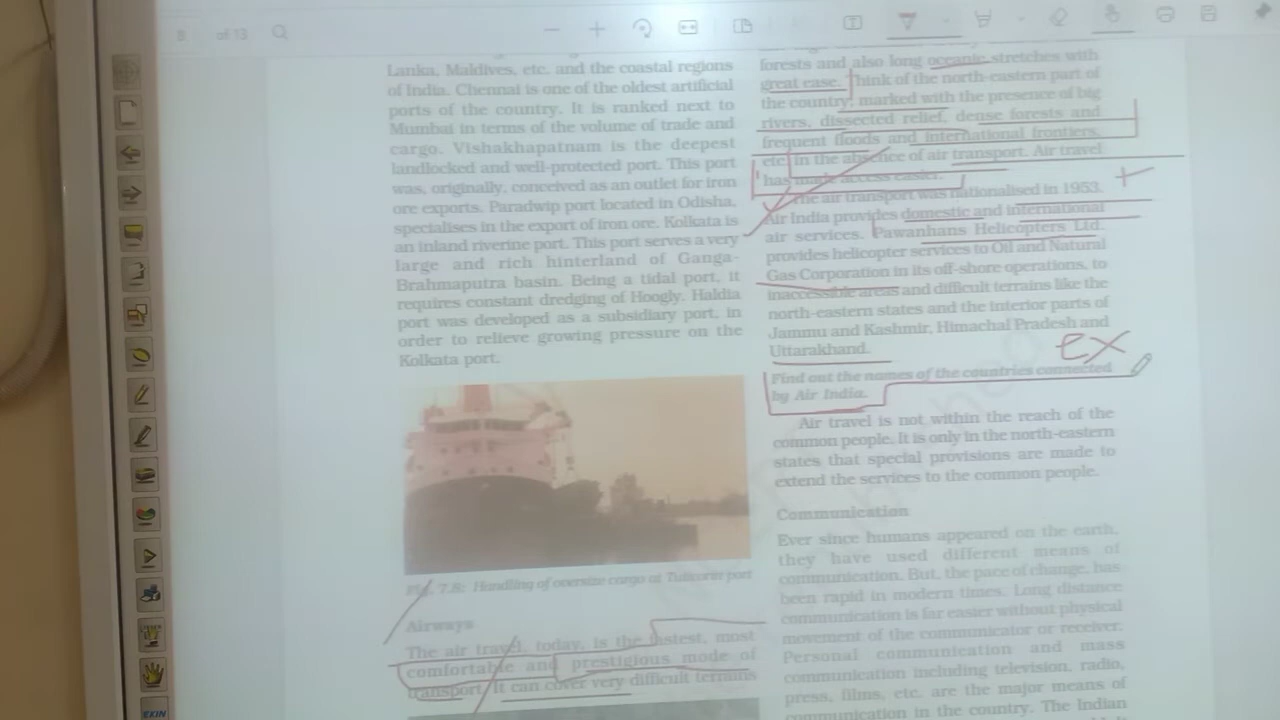 8 of 13
Lanka, Maldives, etc. and the coastal regions
of India. Chennai is one of the oldest artificial
ports of the country. It is ranked next to
Mumbai in terms of the volume of trade and
cargo. Vishakhapatnam is the deepest
landlocked and well-protected port. This port
was, originally, conceived as an outlet for iron
ore exports. Paradwip port located in Odisha,
specialises in the export of iron ore. Kolkata is
an inland riverine port. This port serves a very
large and rich hinterland of Ganga-
Brahmaputra basin. Being a tidal port, it
requires constant dredging of Hoogly. Haldia
port was developed as a subsidiary port, in
order to relieve growing pressure on the
Kolkata port.
Fig. 7.8: Handling of oversize cargo at Tuticorin port
Airways
The air travel, today, is the fastest, most
comfortable and prestigious mode of
transport. It can cover very difficult terrains
forests and also long oceanic stretches with
great ease. Think of the north-eastern part of
the country, marked with the presence of big
rivers, dissected relief, dense forests and
frequent floods and international frontiers,
etc. in the absence of air transport. Air travel
has made access easier.
The air transport was nationalised in 1953.
Air India provides domestic and international
air services. Pawanhans Helicopters Ltd.
provides helicopter services to Oil and Natural
Gas Corporation in its off-shore operations, to
inaccessible areas and difficult terrains like the
north-eastern states and the interior parts of
Jammu and Kashmir, Himachal Pradesh and
Uttarakhand.
ex
Find out the names of the countries connected
by Air India.
Air travel is not within the reach of the
common people. It is only in the north-eastern
states that special provisions are made to
extend the services to the common people.
Communication
Ever since humans appeared on the earth,
they have used different means of
communication. But, the pace of change, has
been rapid in modern times. Long distance
communication is far easier without physical
movement of the communicator or receiver.
Personal communication and mass
communication including television, radio,
press, films, etc. are the major means of
communication in the country. The Indian
EXIN